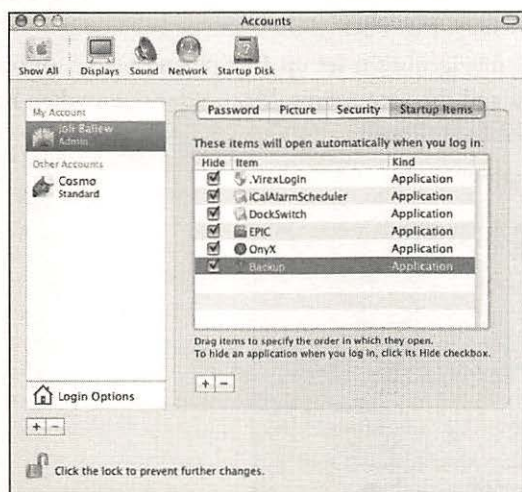 Accounts
Show All Displays Sound Network Startup Disk
My Account
Joli Ballew
Admin
Other Accounts
Cosmo
Standard
Login Options
Password Picture Security Startup Items
These items will open automatically when you log in:
Hide Item Kind
.VirexLogin Application
iCalAlarmScheduler Application
DockSwitch Application
EPIC Application
OnyX Application
Backup Application
Drag items to specify the order in which they open.
To hide an application when you log in, click its Hide checkbox.
+ −
+ −
Click the lock to prevent further changes.